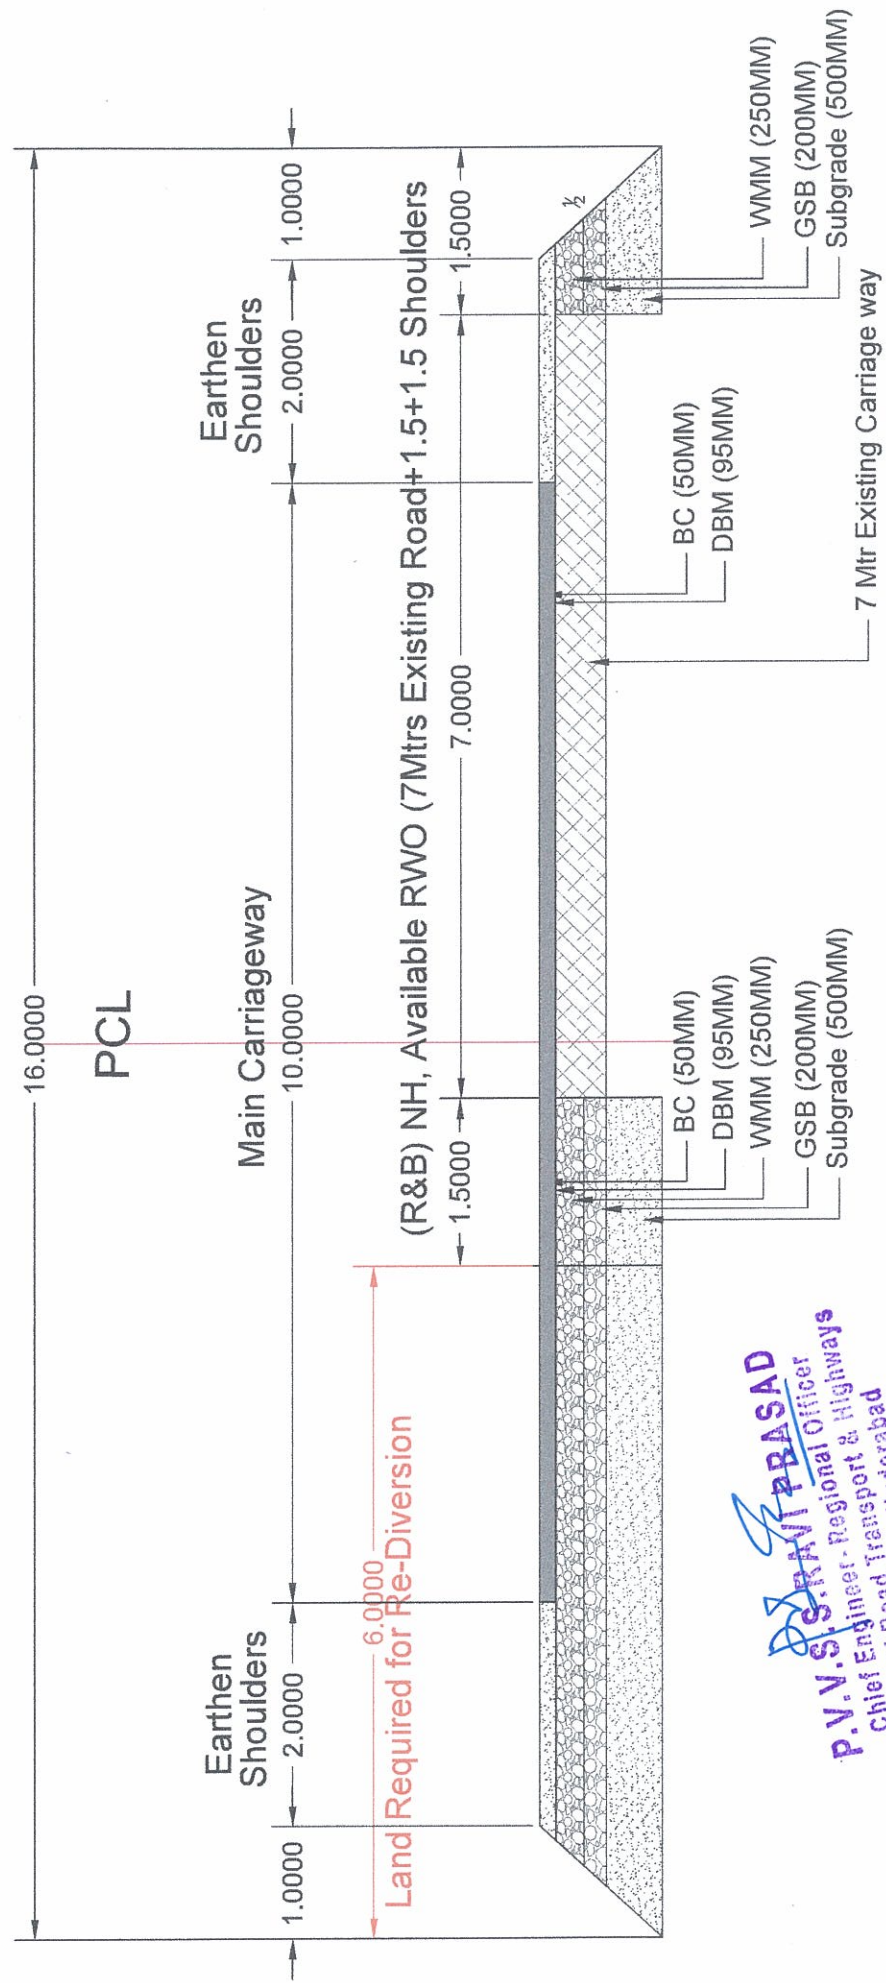 16.0000
PCL
Main Carriageway
Earthen
Shoulders
Earthen
Shoulders
1.0000
2.0000
10.0000
2.0000
1.0000
6.0000
Land Required for Re-Diversion
(R&B) NH, Available RWO (7Mtrs Existing Road+1.5+1.5 Shoulders
1.5000
7.0000
1.5000
½
BC (50MM)
DBM (95MM)
WMM (250MM)
GSB (200MM)
Subgrade (500MM)
BC (50MM)
DBM (95MM)
7 Mtr Existing Carriage way
WMM (250MM)
GSB (200MM)
Subgrade (500MM)
P.V.V.S.S. RAVI PRASAD
Chief Engineer - Regional Officer
Road Transport & Highways